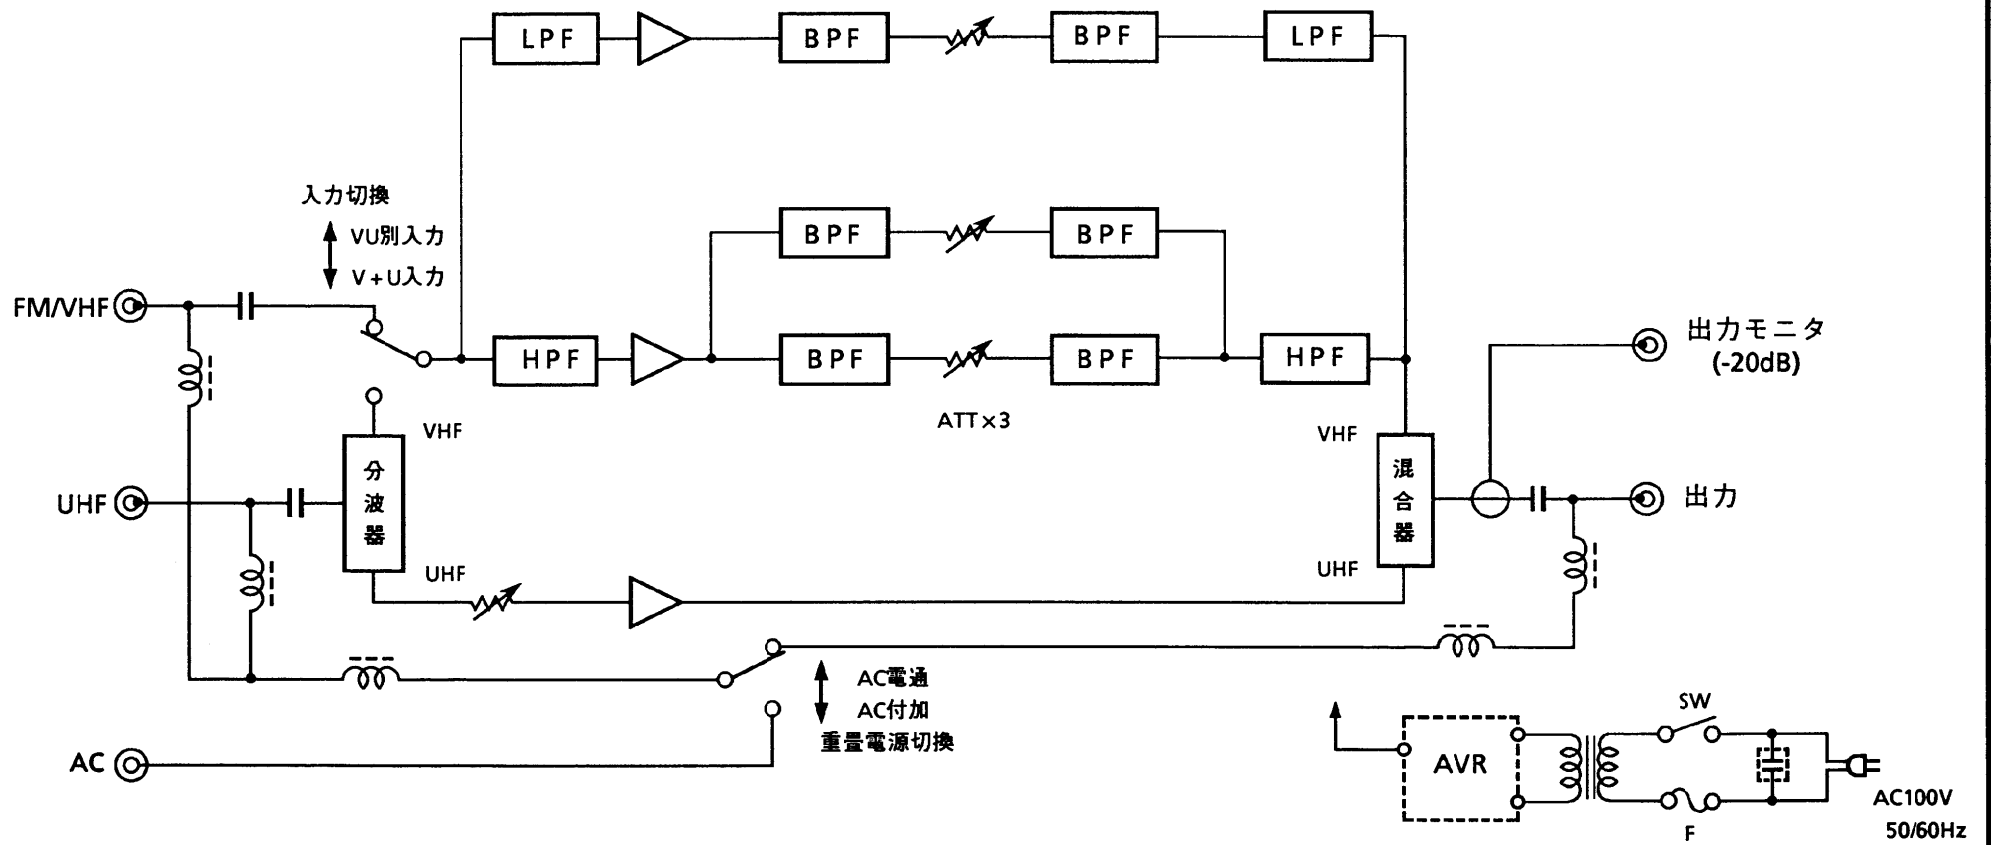 LPF
BPF
BPF
LPF
入力切換
VU別入力
V+U入力
BPF
BPF
FM/VHF
HPF
BPF
BPF
HPF
出力モニタ
(-20dB)
ATT×3
VHF
VHF
UHF
分波器
混合器
出力
UHF
UHF
AC電通
AC付加
重畳電源切換
AC
SW
AVR
AC100V
50/60Hz
F